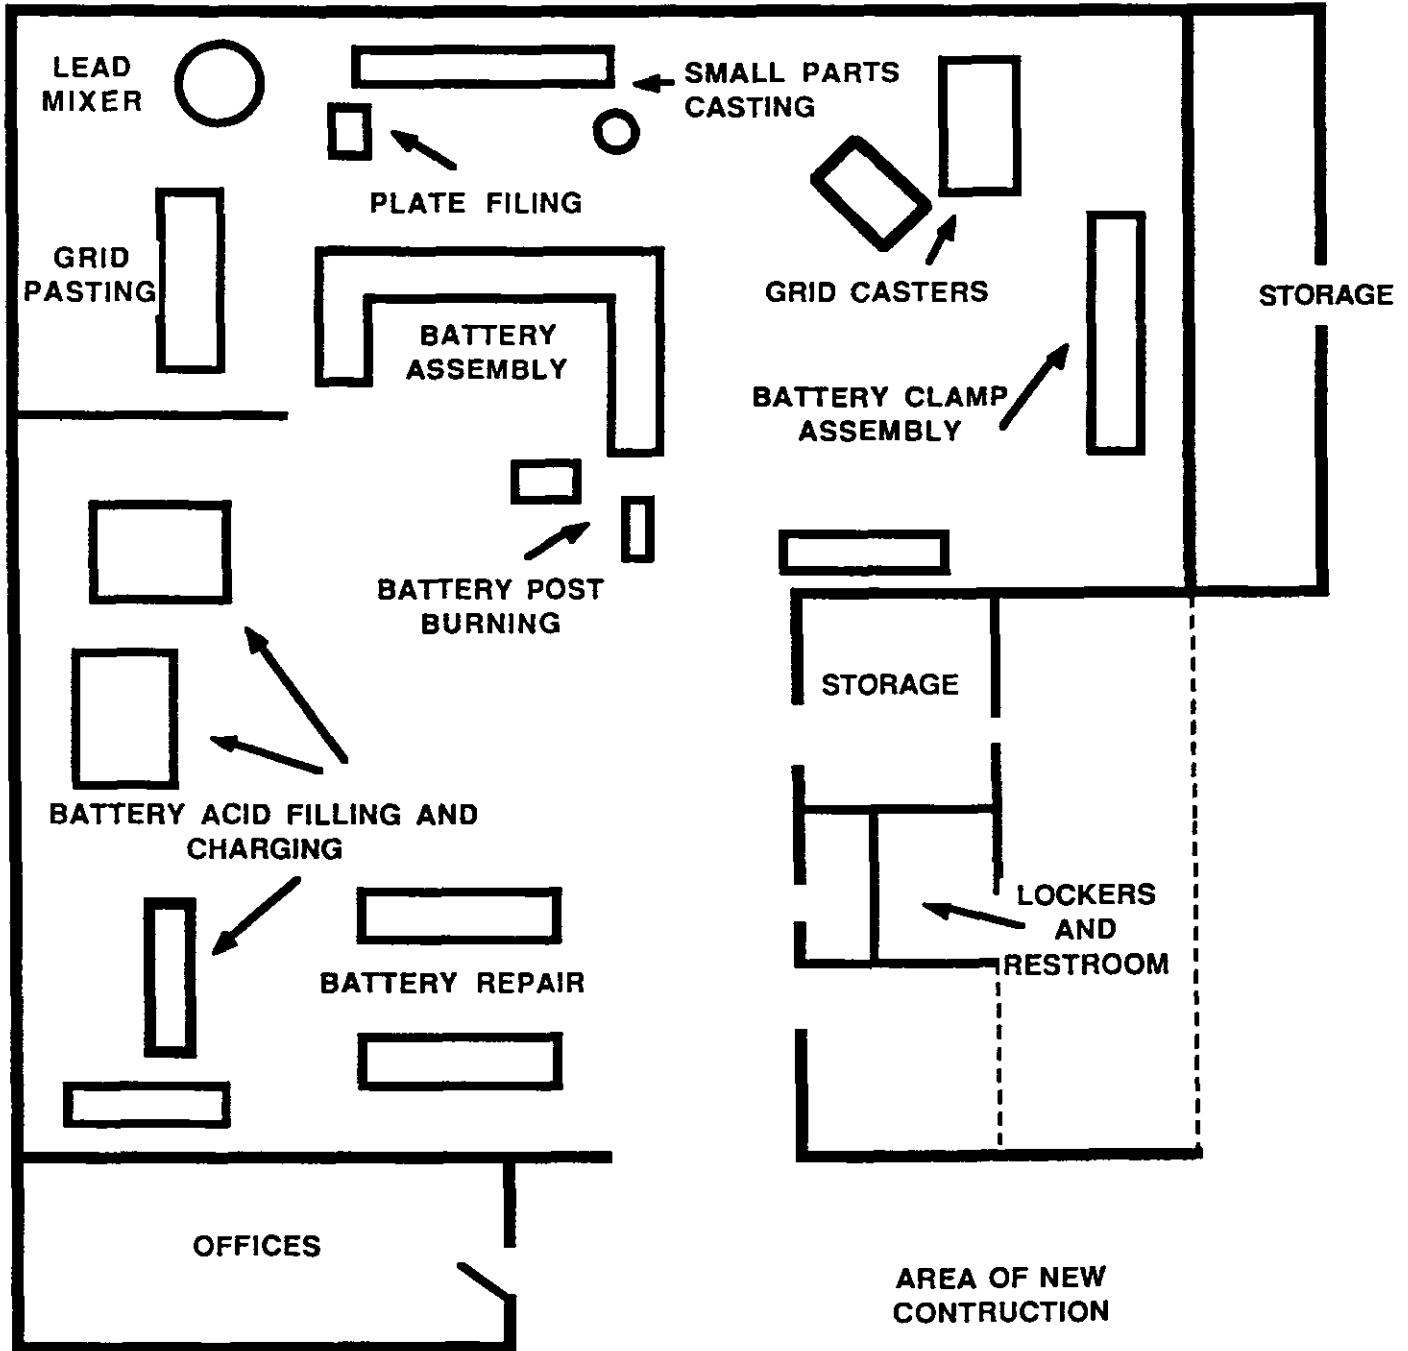 LEAD
MIXER
SMALL PARTS
CASTING
PLATE FILING
GRID
PASTING
GRID CASTERS
STORAGE
BATTERY
ASSEMBLY
BATTERY CLAMP
ASSEMBLY
BATTERY POST
BURNING
STORAGE
BATTERY ACID FILLING AND
CHARGING
LOCKERS
AND
RESTROOM
BATTERY REPAIR
OFFICES
AREA OF NEW
CONTRUCTION